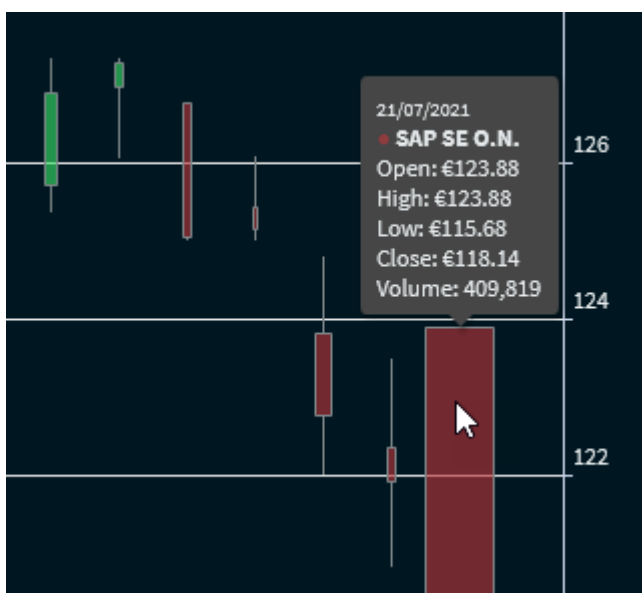 21/07/2021
SAP SE O.N.
Open: €123.88
High: €123.88
Low: €115.68
Close: €118.14
Volume: 409,819
126
124
122